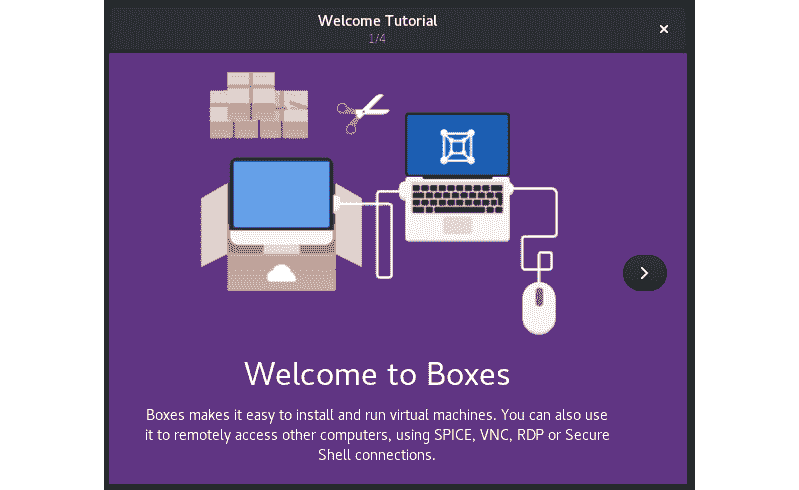 Welcome Tutorial
1/4
Welcome to Boxes
Boxes makes it easy to install and run virtual machines. You can also use
it to remotely access other computers, using SPICE, VNC, RDP or Secure
Shell connections.